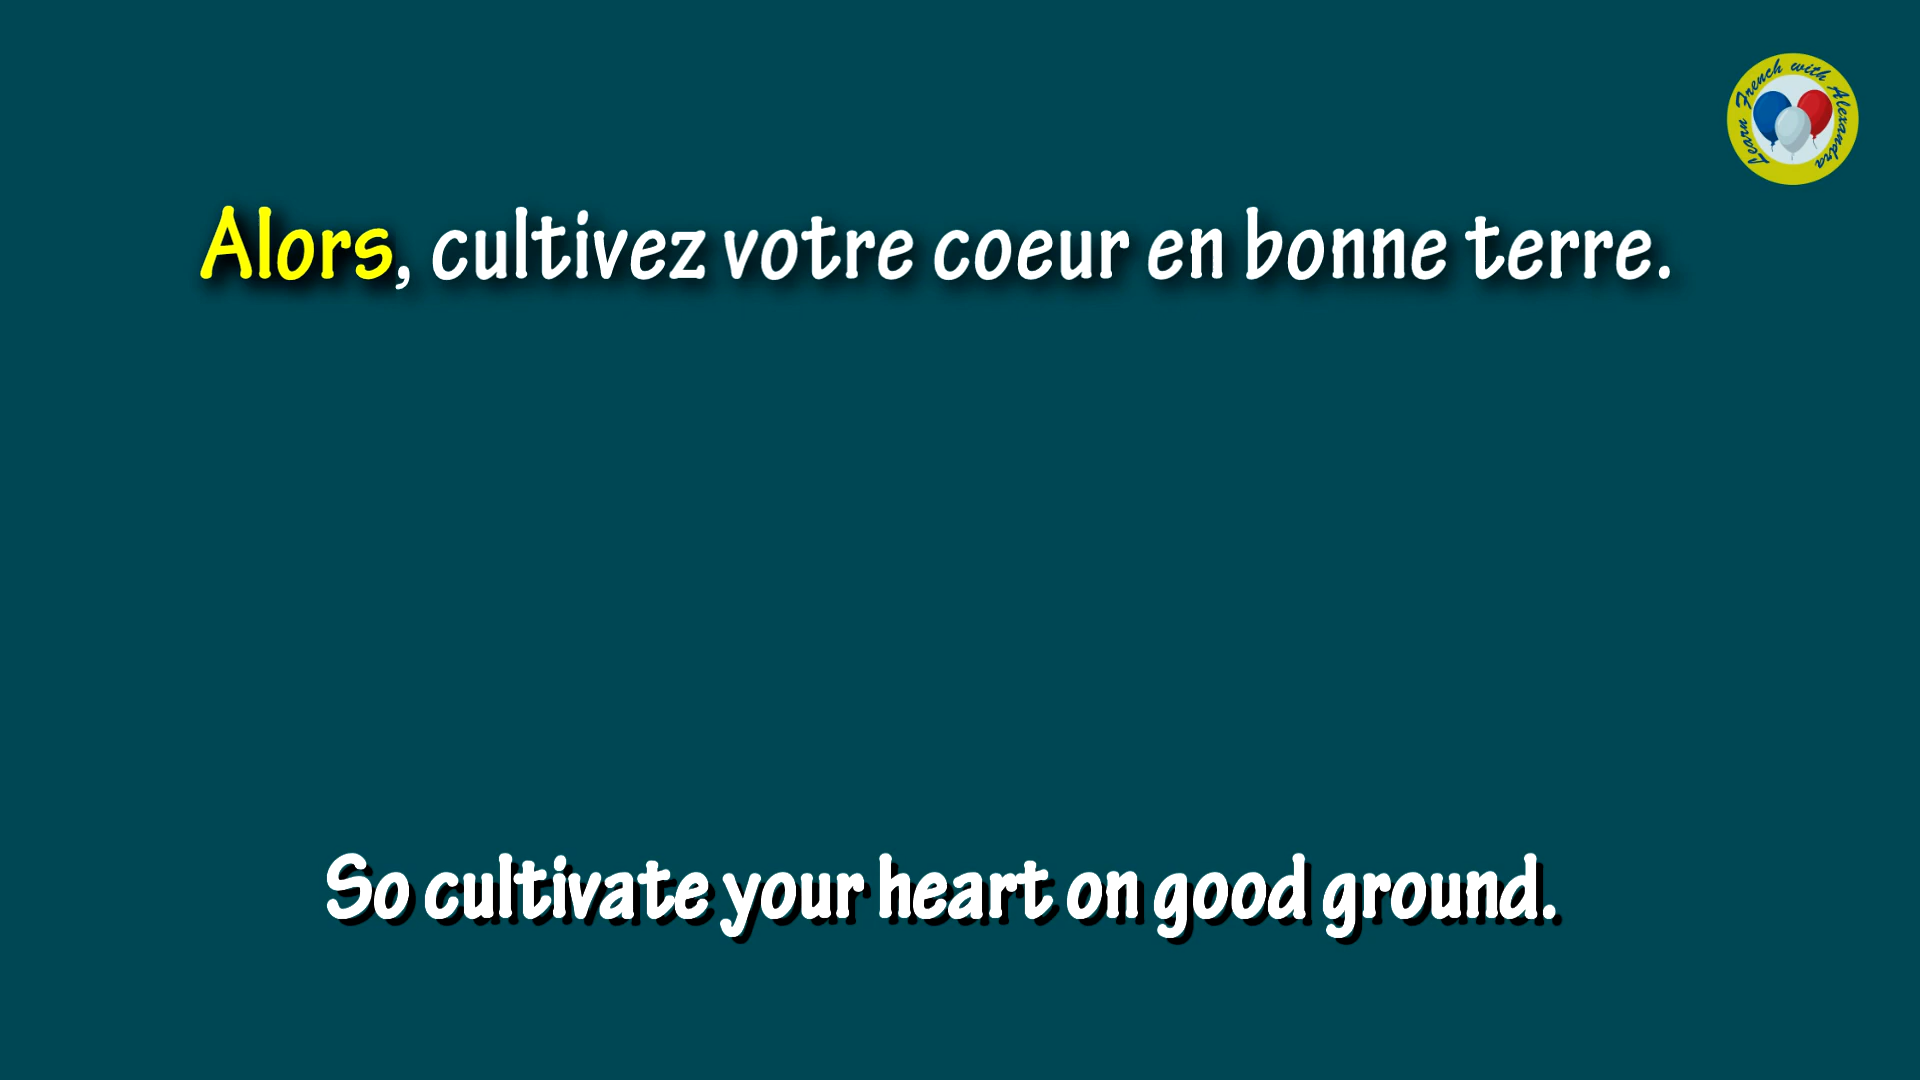 Learn French with Alexandra
Alors, cultivez votre coeur en bonne terre.
So cultivate your heart on good ground.